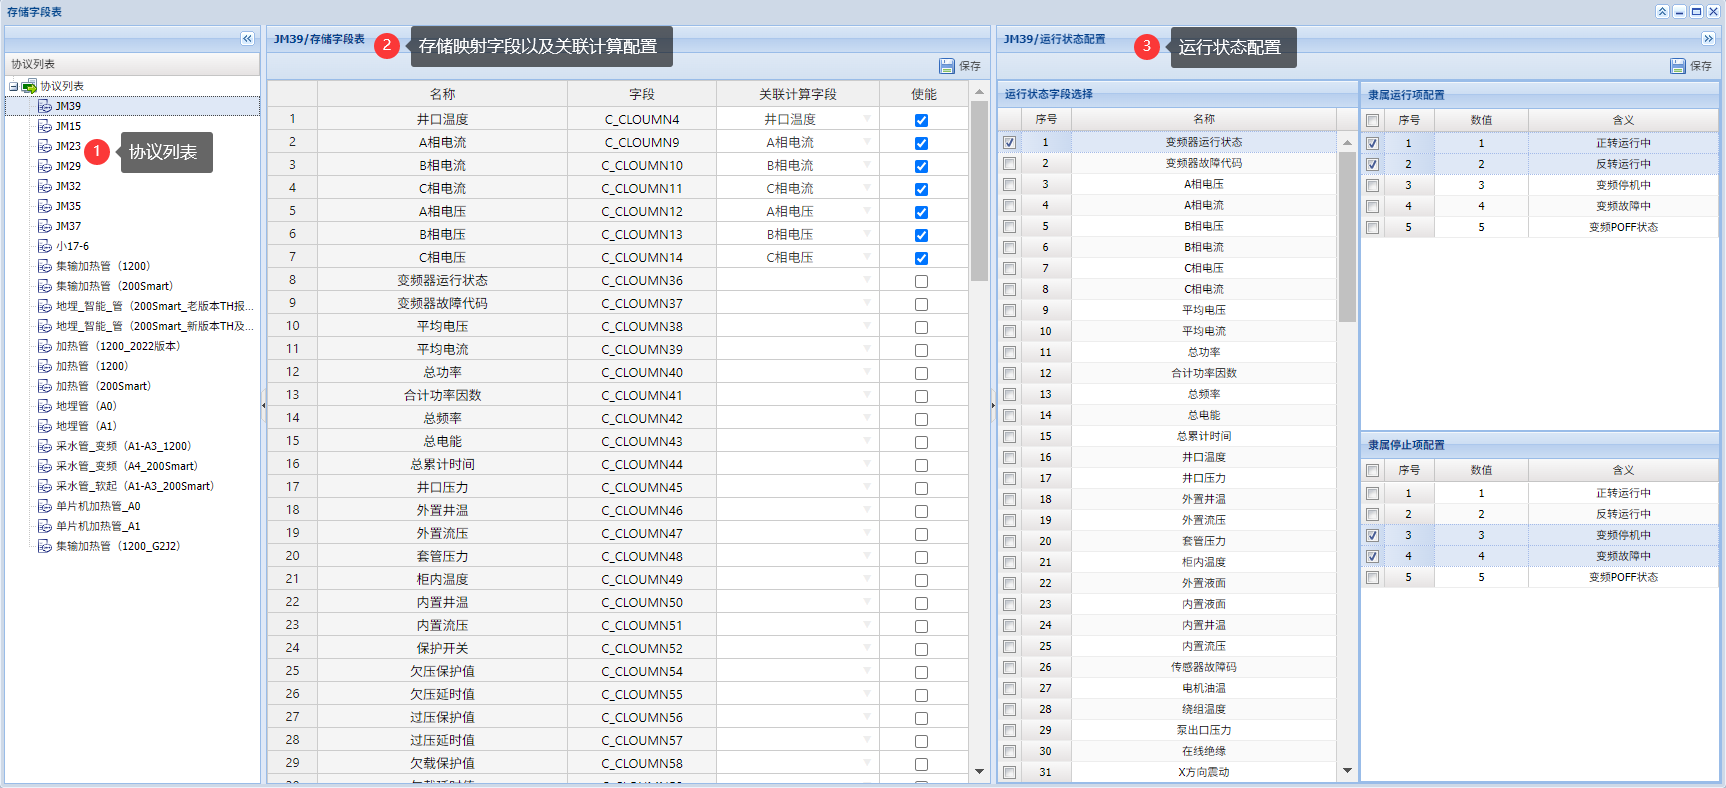 存储字段表
协议列表
协议列表
JM39
JM15
JM23
JM29
JM32
JM35
JM37
小17-6
集输加热管（1200）
集输加热管（200Smart）
地埋_智能_管（200Smart_老版本TH报...
地埋_智能_管（200Smart_新版本TH及...
加热管（1200_2022版本）
加热管（1200）
加热管（200Smart）
地埋管（A0）
地埋管（A1）
采水管_变频（A1-A3_1200）
采水管_变频（A4_200Smart）
采水管_软起（A1-A3_200Smart）
单片机加热管_A0
单片机加热管_A1
集输加热管（1200_G2J2）
1 协议列表
JM39/存储字段表
2 存储映射字段以及关联计算配置
保存
名称 字段 关联计算字段 使能
1 井口温度 C_CLOUMN4 井口温度
2 A相电流 C_CLOUMN9 A相电流
3 B相电流 C_CLOUMN10 B相电流
4 C相电流 C_CLOUMN11 C相电流
5 A相电压 C_CLOUMN12 A相电压
6 B相电压 C_CLOUMN13 B相电压
7 C相电压 C_CLOUMN14 C相电压
8 变频器运行状态 C_CLOUMN36
9 变频器故障代码 C_CLOUMN37
10 平均电压 C_CLOUMN38
11 平均电流 C_CLOUMN39
12 总功率 C_CLOUMN40
13 合计功率因数 C_CLOUMN41
14 总频率 C_CLOUMN42
15 总电能 C_CLOUMN43
16 总累计时间 C_CLOUMN44
17 井口压力 C_CLOUMN45
18 外置井温 C_CLOUMN46
19 外置流压 C_CLOUMN47
20 套管压力 C_CLOUMN48
21 柜内温度 C_CLOUMN49
22 内置井温 C_CLOUMN50
23 内置流压 C_CLOUMN51
24 保护开关 C_CLOUMN52
25 欠压保护值 C_CLOUMN54
26 欠压延时值 C_CLOUMN55
27 过压保护值 C_CLOUMN56
28 过压延时值 C_CLOUMN57
29 欠载保护值 C_CLOUMN58
JM39/运行状态配置
3 运行状态配置
保存
运行状态字段选择
序号 名称
1 变频器运行状态
2 变频器故障代码
3 A相电压
4 A相电流
5 B相电压
6 B相电流
7 C相电压
8 C相电流
9 平均电压
10 平均电流
11 总功率
12 合计功率因数
13 总频率
14 总电能
15 总累计时间
16 井口温度
17 井口压力
18 外置井温
19 外置流压
20 套管压力
21 柜内温度
22 外置液面
23 内置液面
24 内置井温
25 内置流压
26 传感器故障码
27 电机油温
28 绕组温度
29 泵出口压力
30 在线绝缘
31 X方向震动
隶属运行项配置
序号 数值 含义
1 1 正转运行中
2 2 反转运行中
3 3 变频停机中
4 4 变频故障中
5 5 变频POFF状态
隶属停止项配置
序号 数值 含义
1 1 正转运行中
2 2 反转运行中
3 3 变频停机中
4 4 变频故障中
5 5 变频POFF状态